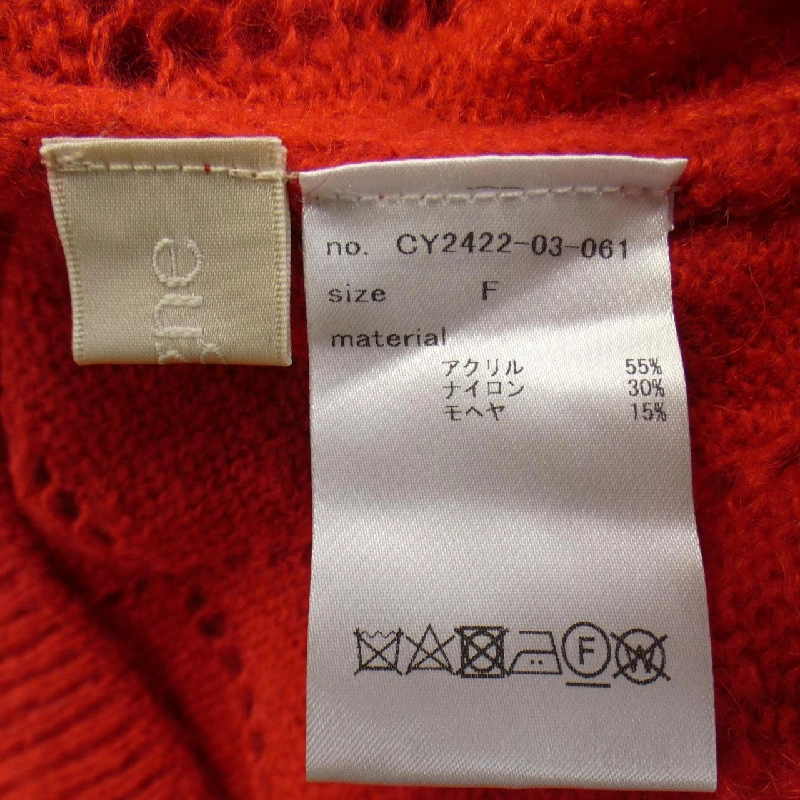 no. CY2422-03-061
size F
material
アクリル 55%
ナイロン 30%
モヘヤ 15%
F
W